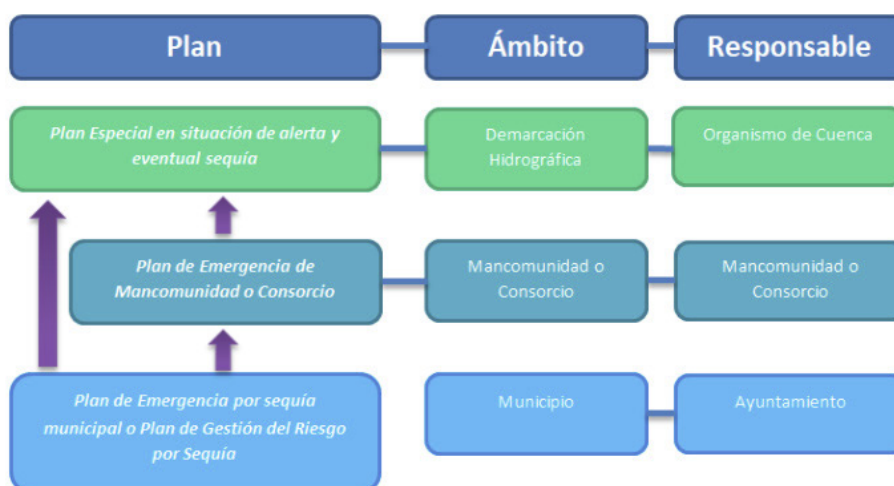 Plan
Ámbito
Responsable
Plan Especial en situación de alerta y
eventual sequía
Demarcación
Hidrográfica
Organismo de Cuenca
Plan de Emergencia de
Mancomunidad o Consorcio
Mancomunidad o
Consorcio
Mancomunidad o
Consorcio
Plan de Emergencia por sequía
municipal o Plan de Gestión del Riesgo
por Sequía
Municipio
Ayuntamiento